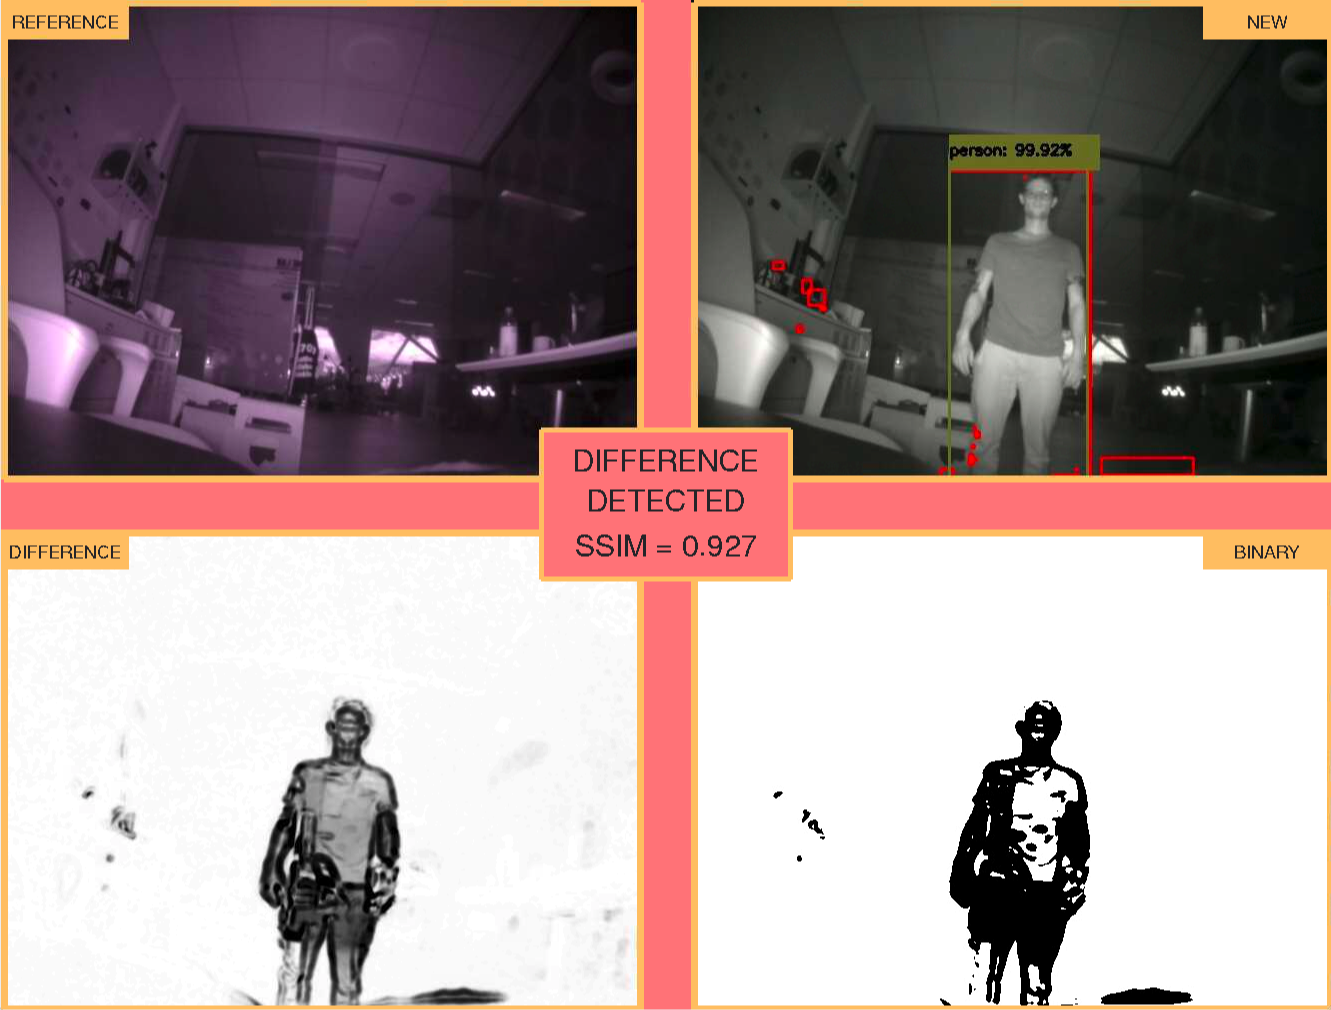 REFERENCE
NEW
person: 99.92%
DIFFERENCE
DETECTED
SSIM = 0.927
DIFFERENCE
BINARY